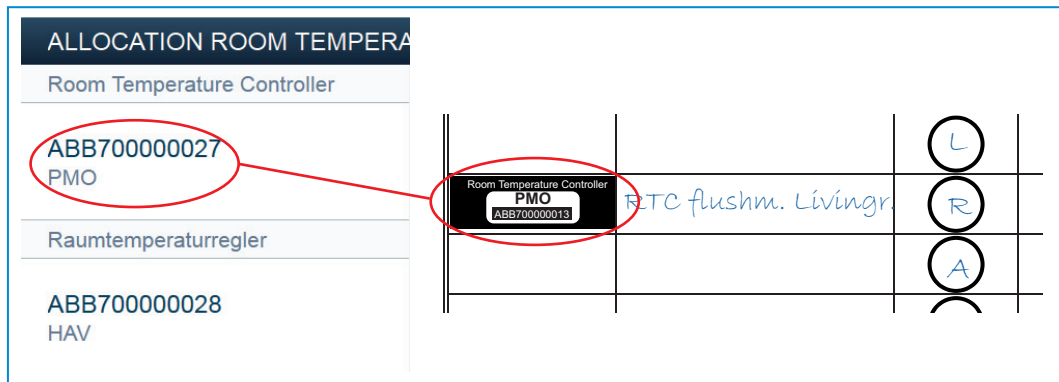 ALLOCATION ROOM TEMPERA
Room Temperature Controller
ABB700000027
PMO
Raumtemperaturregler
ABB700000028
HAV
L
Room Temperature Controller
PMO
ABB700000013
RTC flushm. Livingr.
R
A